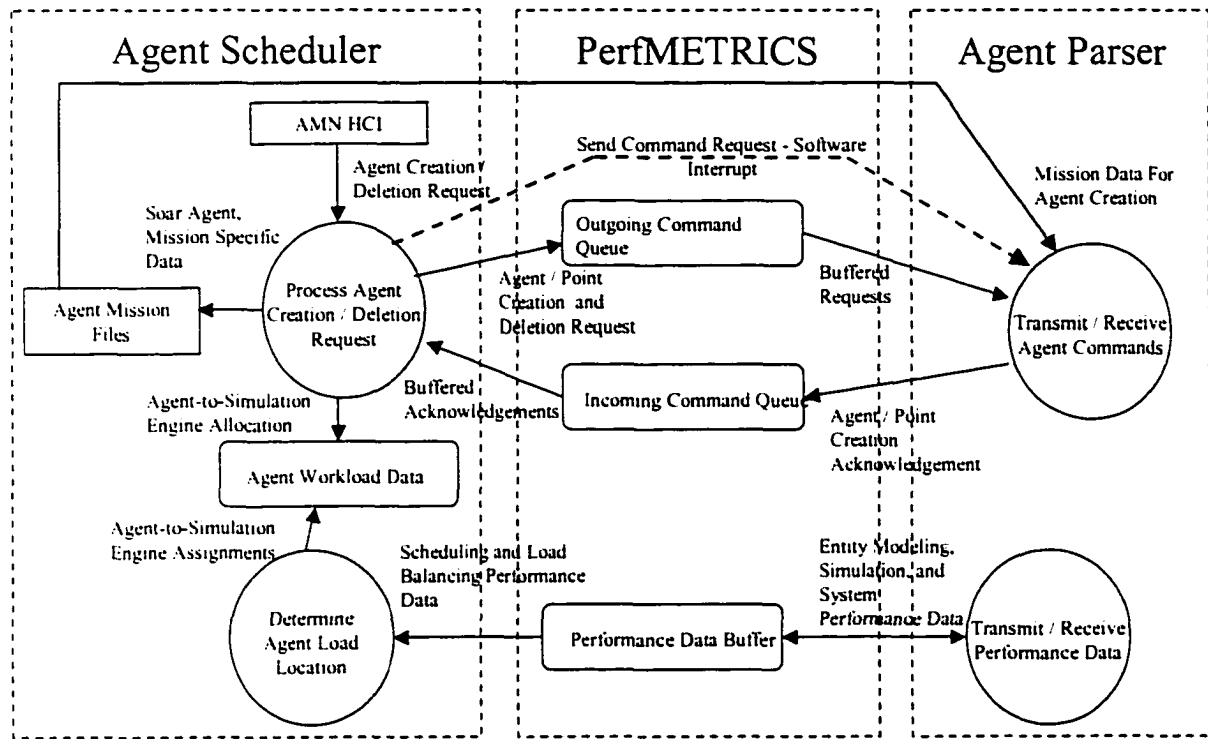 Agent Scheduler
PerfMETRICS
Agent Parser
AMN HCI
Agent Creation /
Deletion Request
Send Command Request - Software
Interrupt
Mission Data For
Agent Creation
Soar Agent,
Mission Specific
Data
Outgoing Command
Queue
Agent Mission
Files
Process Agent
Creation / Deletion
Request
Agent / Point
Creation and
Deletion Request
Buffered
Requests
Transmit / Receive
Agent Commands
Buffered
Acknowledgements
Incoming Command Queue
Agent-to-Simulation
Engine Allocation
Agent / Point
Creation
Acknowledgement
Agent Workload Data
Agent-to-Simulation
Engine Assignments
Scheduling and Load
Balancing Performance
Data
Entity Modeling,
Simulation, and
System
Performance Data
Determine
Agent Load
Location
Performance Data Buffer
Transmit / Receive
Performance Data